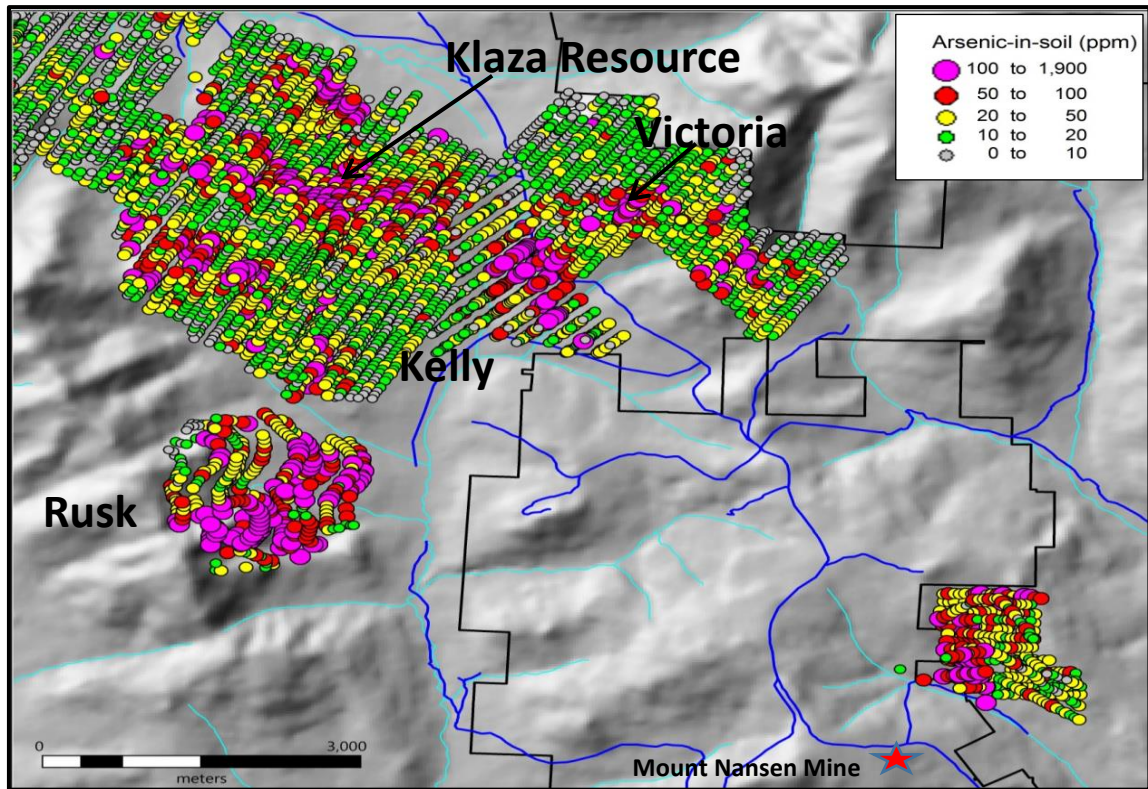 Klaza Resource
Victoria
Kelly
Rusk
Mount Nansen Mine
Arsenic-in-soil (ppm)
100 to 1,900
50 to 100
20 to 50
10 to 20
0 to 10
0 3,000
meters